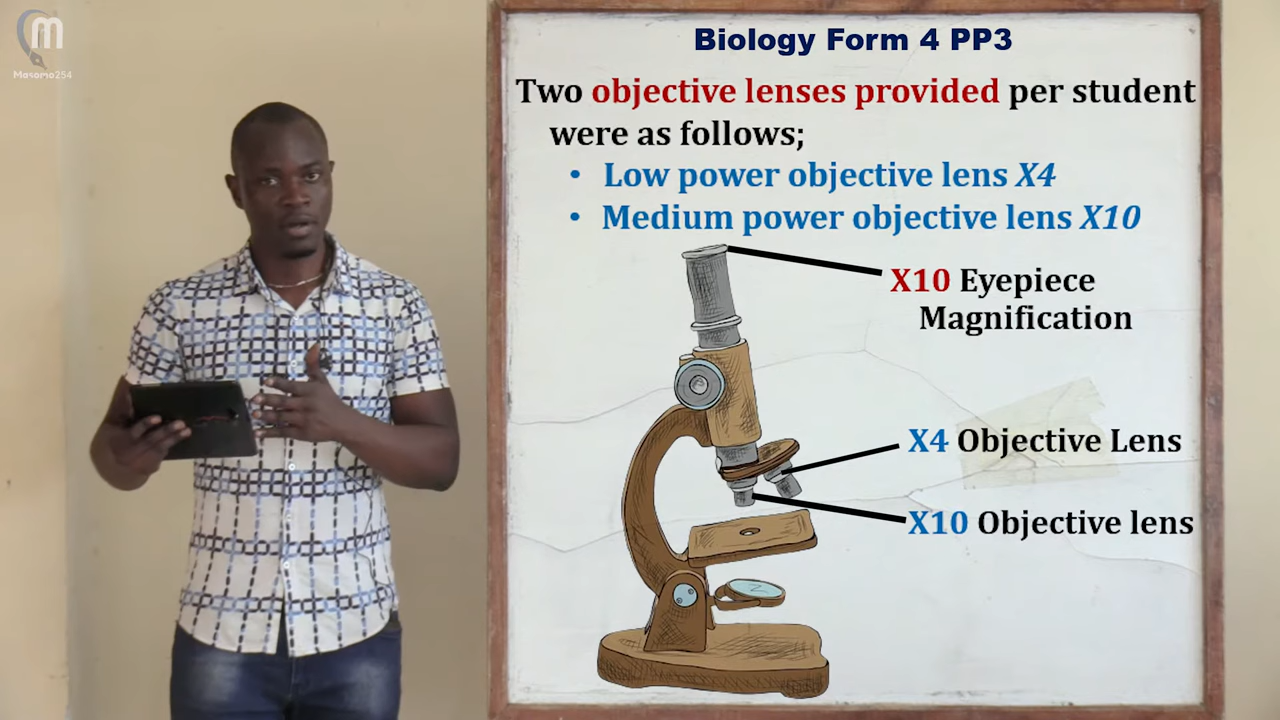 m
Masomo254
Biology Form 4 PP3
Two objective lenses provided per student
were as follows;
• Low power objective lens X4
• Medium power objective lens X10
X10 Eyepiece
Magnification
X4 Objective Lens
X10 Objective lens